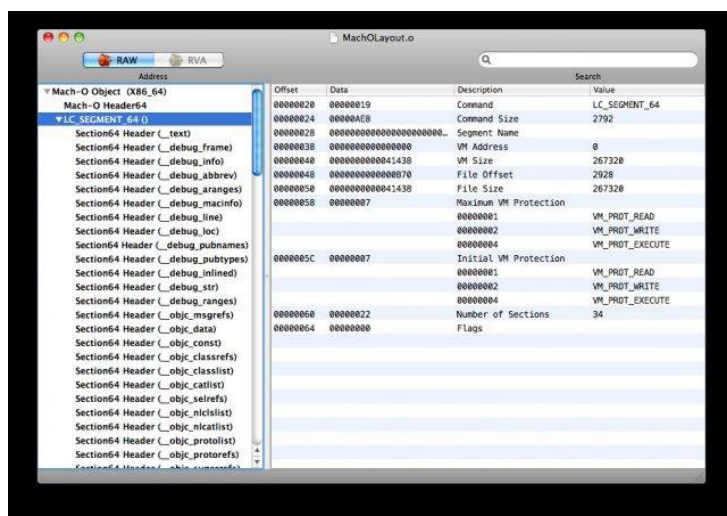 MachOLayout.o
RAW RVA
Address Search
Mach-O Object (X86_64)
Mach-O Header64
LC_SEGMENT_64 ()
Section64 Header (__text)
Section64 Header (__debug_frame)
Section64 Header (__debug_info)
Section64 Header (__debug_abbrev)
Section64 Header (__debug_aranges)
Section64 Header (__debug_macinfo)
Section64 Header (__debug_line)
Section64 Header (__debug_loc)
Section64 Header (__debug_pubnames)
Section64 Header (__debug_pubtypes)
Section64 Header (__debug_inlined)
Section64 Header (__debug_str)
Section64 Header (__debug_ranges)
Section64 Header (__objc_msgrefs)
Section64 Header (__objc_data)
Section64 Header (__objc_const)
Section64 Header (__objc_classrefs)
Section64 Header (__objc_classlist)
Section64 Header (__objc_catlist)
Section64 Header (__objc_selrefs)
Section64 Header (__objc_nlclslist)
Section64 Header (__objc_nlcatlist)
Section64 Header (__objc_protolist)
Section64 Header (__objc_protorefs)
Offset Data Description Value
00000020 00000019 Command LC_SEGMENT_64
00000024 00000AE8 Command Size 2792
00000028 00000000000000000000... Segment Name
00000038 0000000000000000 VM Address 0
00000040 0000000000041438 VM Size 267320
00000048 0000000000000B70 File Offset 2928
00000050 0000000000041438 File Size 267320
00000058 00000007 Maximum VM Protection
00000001 VM_PROT_READ
00000002 VM_PROT_WRITE
00000004 VM_PROT_EXECUTE
0000005C 00000007 Initial VM Protection
00000001 VM_PROT_READ
00000002 VM_PROT_WRITE
00000004 VM_PROT_EXECUTE
00000060 00000022 Number of Sections 34
00000064 00000000 Flags